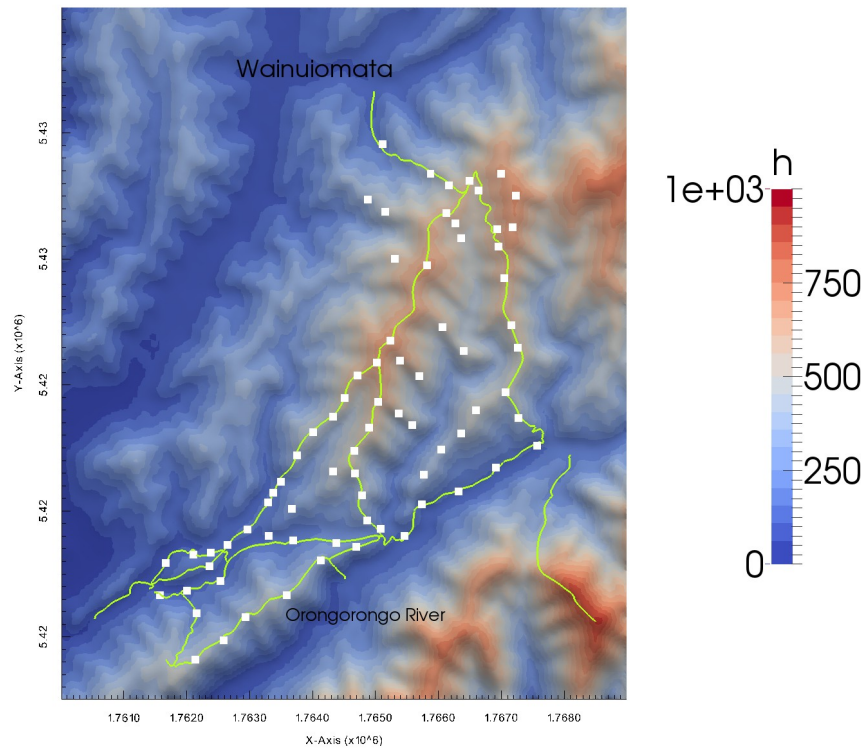 Wainuiomata
h
1e+03
750
500
250
0
5.43
5.43
5.42
5.42
5.42
Y-Axis (x10^6)
Orongorongo River
1.7610 1.7620 1.7630 1.7640 1.7650 1.7660 1.7670 1.7680
X-Axis (x10^6)